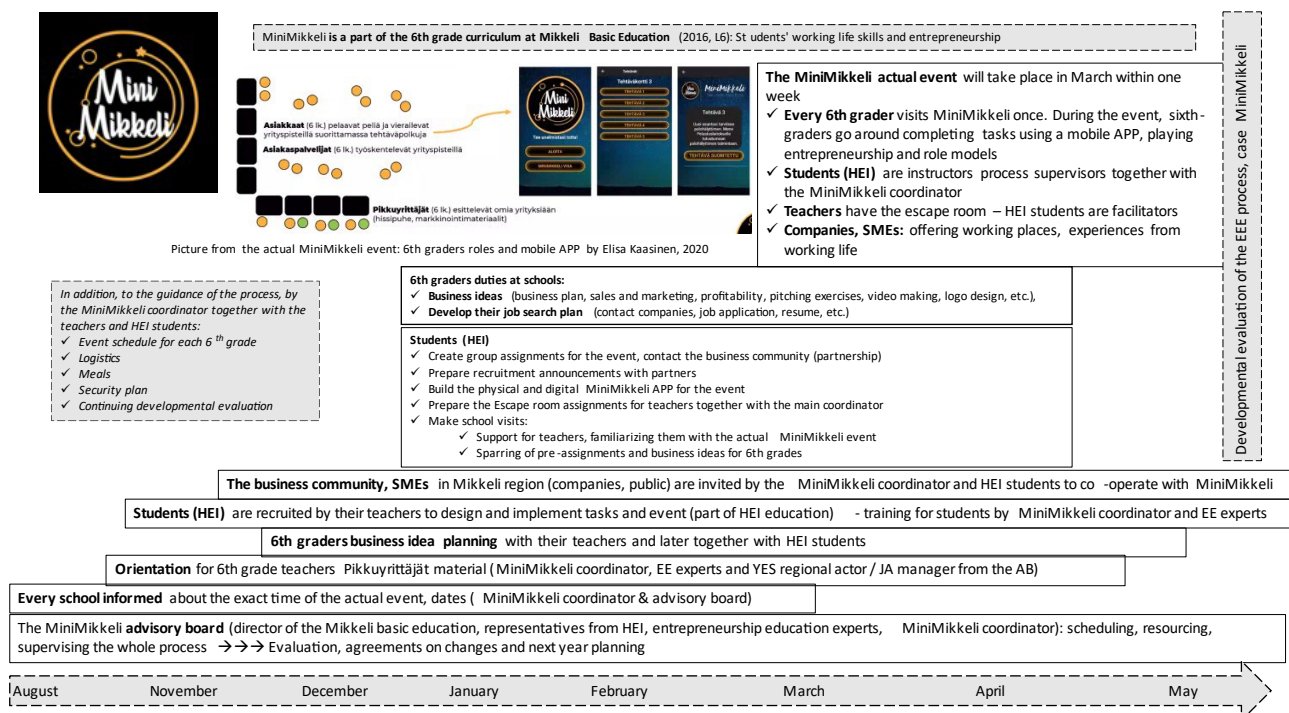 MiniMikkeli is a part of the 6th grade curriculum at Mikkeli Basic Education (2016, L6): St udents' working life skills and entrepreneurship
Mini
Mikkeli
Asiakkaat (6 lk.) pelaavat peliä ja vierailevat
yrityspisteillä suorittamassa tehtäväpolkuja
Asiakaspalvelijat (6 lk.) työskentelevät yrityspisteillä
Pikkuyrittäjät (6 lk.) esittelevät omia yrityksiään
(hissipuhe, markkinointimateriaalit)
Mini
Mikkeli
ALOITA
Tehtäväkortti 3
TEHTÄVÄ 1
TEHTÄVÄ 2
MiniMikkeli
Tehtävä 3
TEHTÄVÄ SUORITETTU
Picture from the actual MiniMikkeli event: 6th graders roles and mobile APP by Elisa Kaasinen, 2020
The MiniMikkeli actual event will take place in March within one
week
✓ Every 6th grader visits MiniMikkeli once. During the event, sixth-
graders go around completing tasks using a mobile APP, playing
entrepreneurship and role models
✓ Students (HEI) are instructors process supervisors together with
the MiniMikkeli coordinator
✓ Teachers have the escape room – HEI students are facilitators
✓ Companies, SMEs: offering working places, experiences from
working life
Developmental evaluation of the EEE process, case MiniMikkeli
In addition, to the guidance of the process, by
the MiniMikkeli coordinator together with the
teachers and HEI students:
✓ Event schedule for each 6 th grade
✓ Logistics
✓ Meals
✓ Security plan
✓ Continuing developmental evaluation
6th graders duties at schools:
✓ Business ideas (business plan, sales and marketing, profitability, pitching exercises, video making, logo design, etc.),
✓ Develop their job search plan (contact companies, job application, resume, etc.)
Students (HEI)
✓ Create group assignments for the event, contact the business community (partnership)
✓ Prepare recruitment announcements with partners
✓ Build the physical and digital MiniMikkeli APP for the event
✓ Prepare the Escape room assignments for teachers together with the main coordinator
✓ Make school visits:
✓ Support for teachers, familiarizing them with the actual MiniMikkeli event
✓ Sparring of pre-assignments and business ideas for 6th grades
The business community, SMEs in Mikkeli region (companies, public) are invited by the MiniMikkeli coordinator and HEI students to co -operate with MiniMikkeli
Students (HEI) are recruited by their teachers to design and implement tasks and event (part of HEI education) - training for students by MiniMikkeli coordinator and EE experts
6th graders business idea planning with their teachers and later together with HEI students
Orientation for 6th grade teachers Pikkuyrittäjät material ( MiniMikkeli coordinator, EE experts and YES regional actor / JA manager from the AB)
Every school informed about the exact time of the actual event, dates ( MiniMikkeli coordinator & advisory board)
The MiniMikkeli advisory board (director of the Mikkeli basic education, representatives from HEI, entrepreneurship education experts, MiniMikkeli coordinator): scheduling, resourcing,
supervising the whole process →→→ Evaluation, agreements on changes and next year planning
August November December January February March April May